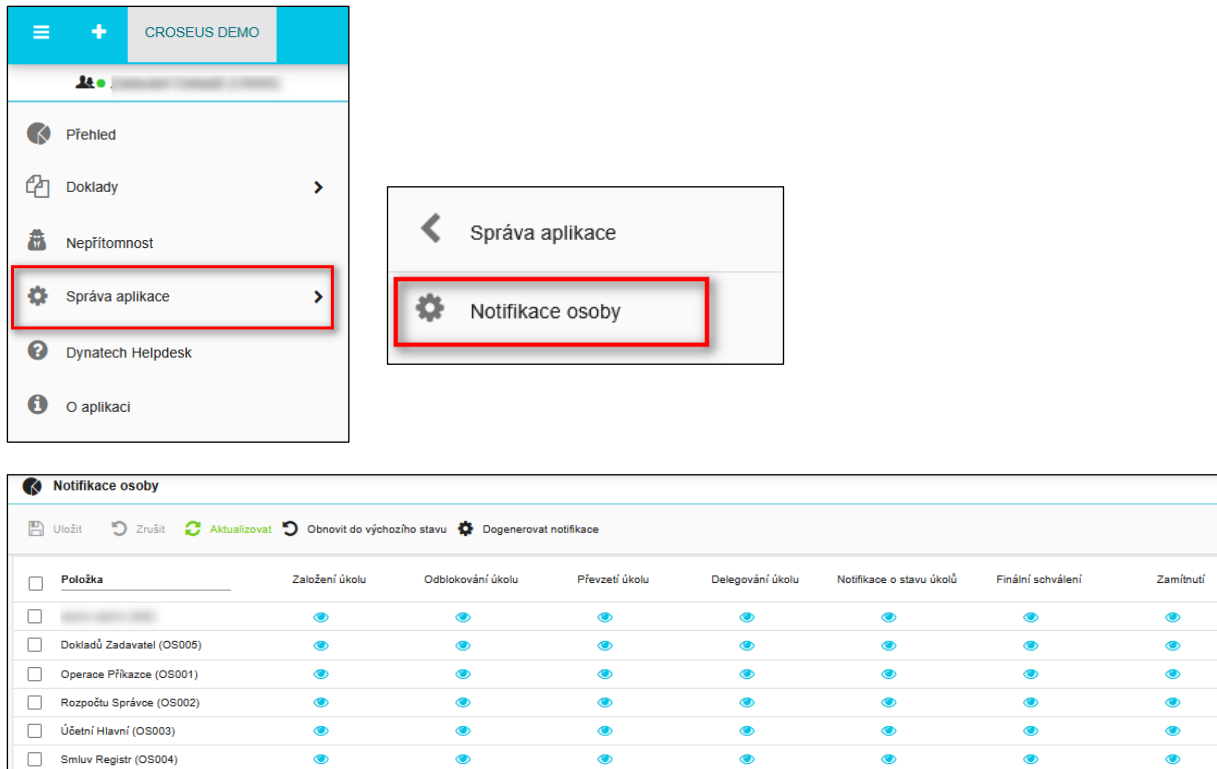 CROSEUS DEMO
Přehled
Doklady
Nepřítomnost
Správa aplikace
Dynatech Helpdesk
O aplikaci
Správa aplikace
Notifikace osoby
Notifikace osoby
Uložit Zrušit Aktualizovat Obnovit do výchozího stavu Dogenerovat notifikace
Položka Založení úkolu Odblokování úkolu Převzetí úkolu Delegování úkolu Notifikace o stavu úkolů Finální schválení Zamítnutí
Dokladů Zadavatel (OS005)
Operace Příkazce (OS001)
Rozpočtu Správce (OS002)
Účetní Hlavní (OS003)
Smluv Registr (OS004)